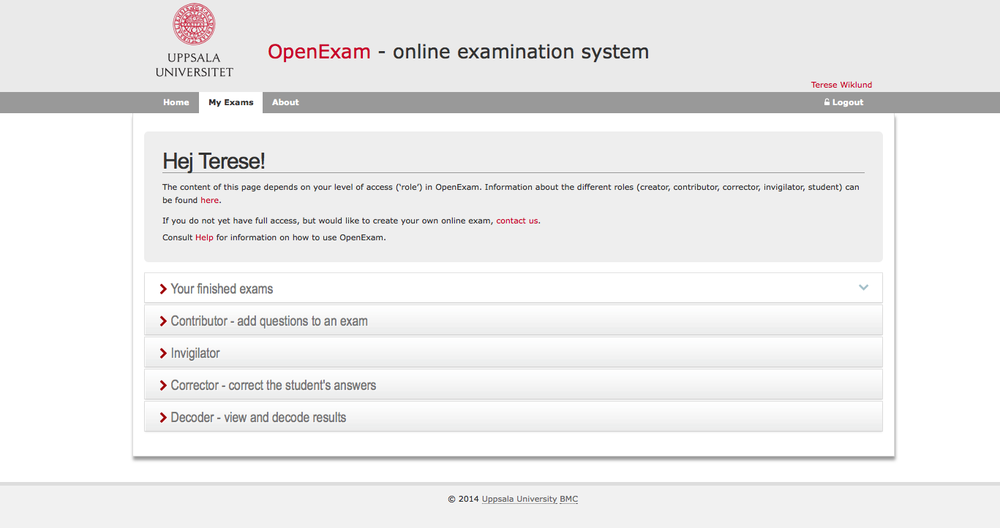 UPPSALA
UNIVERSITET
OpenExam - online examination system
Terese Wiklund
Home My Exams About Logout
Hej Terese!
The content of this page depends on your level of access (‘role’) in OpenExam. Information about the different roles (creator, contributor, corrector, invigilator, student) can
be found here.
If you do not yet have full access, but would like to create your own online exam, contact us.
Consult Help for information on how to use OpenExam.
Your finished exams
Contributor - add questions to an exam
Invigilator
Corrector - correct the student's answers
Decoder - view and decode results
© 2014 Uppsala University BMC